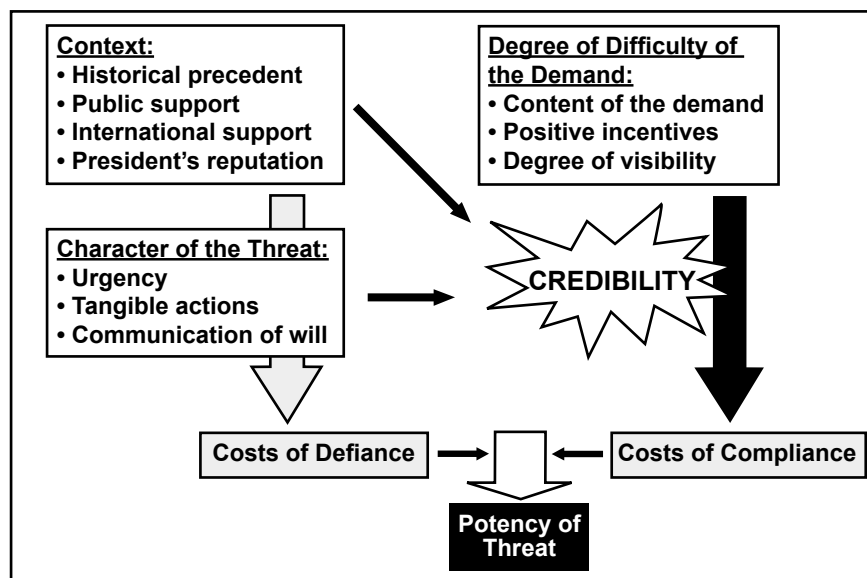 Context:
• Historical precedent
• Public support
• International support
• President’s reputation
Degree of Difficulty of
the Demand:
• Content of the demand
• Positive incentives
• Degree of visibility
Character of the Threat:
• Urgency
• Tangible actions
• Communication of will
CREDIBILITY
Costs of Defiance
Costs of Compliance
Potency of
Threat